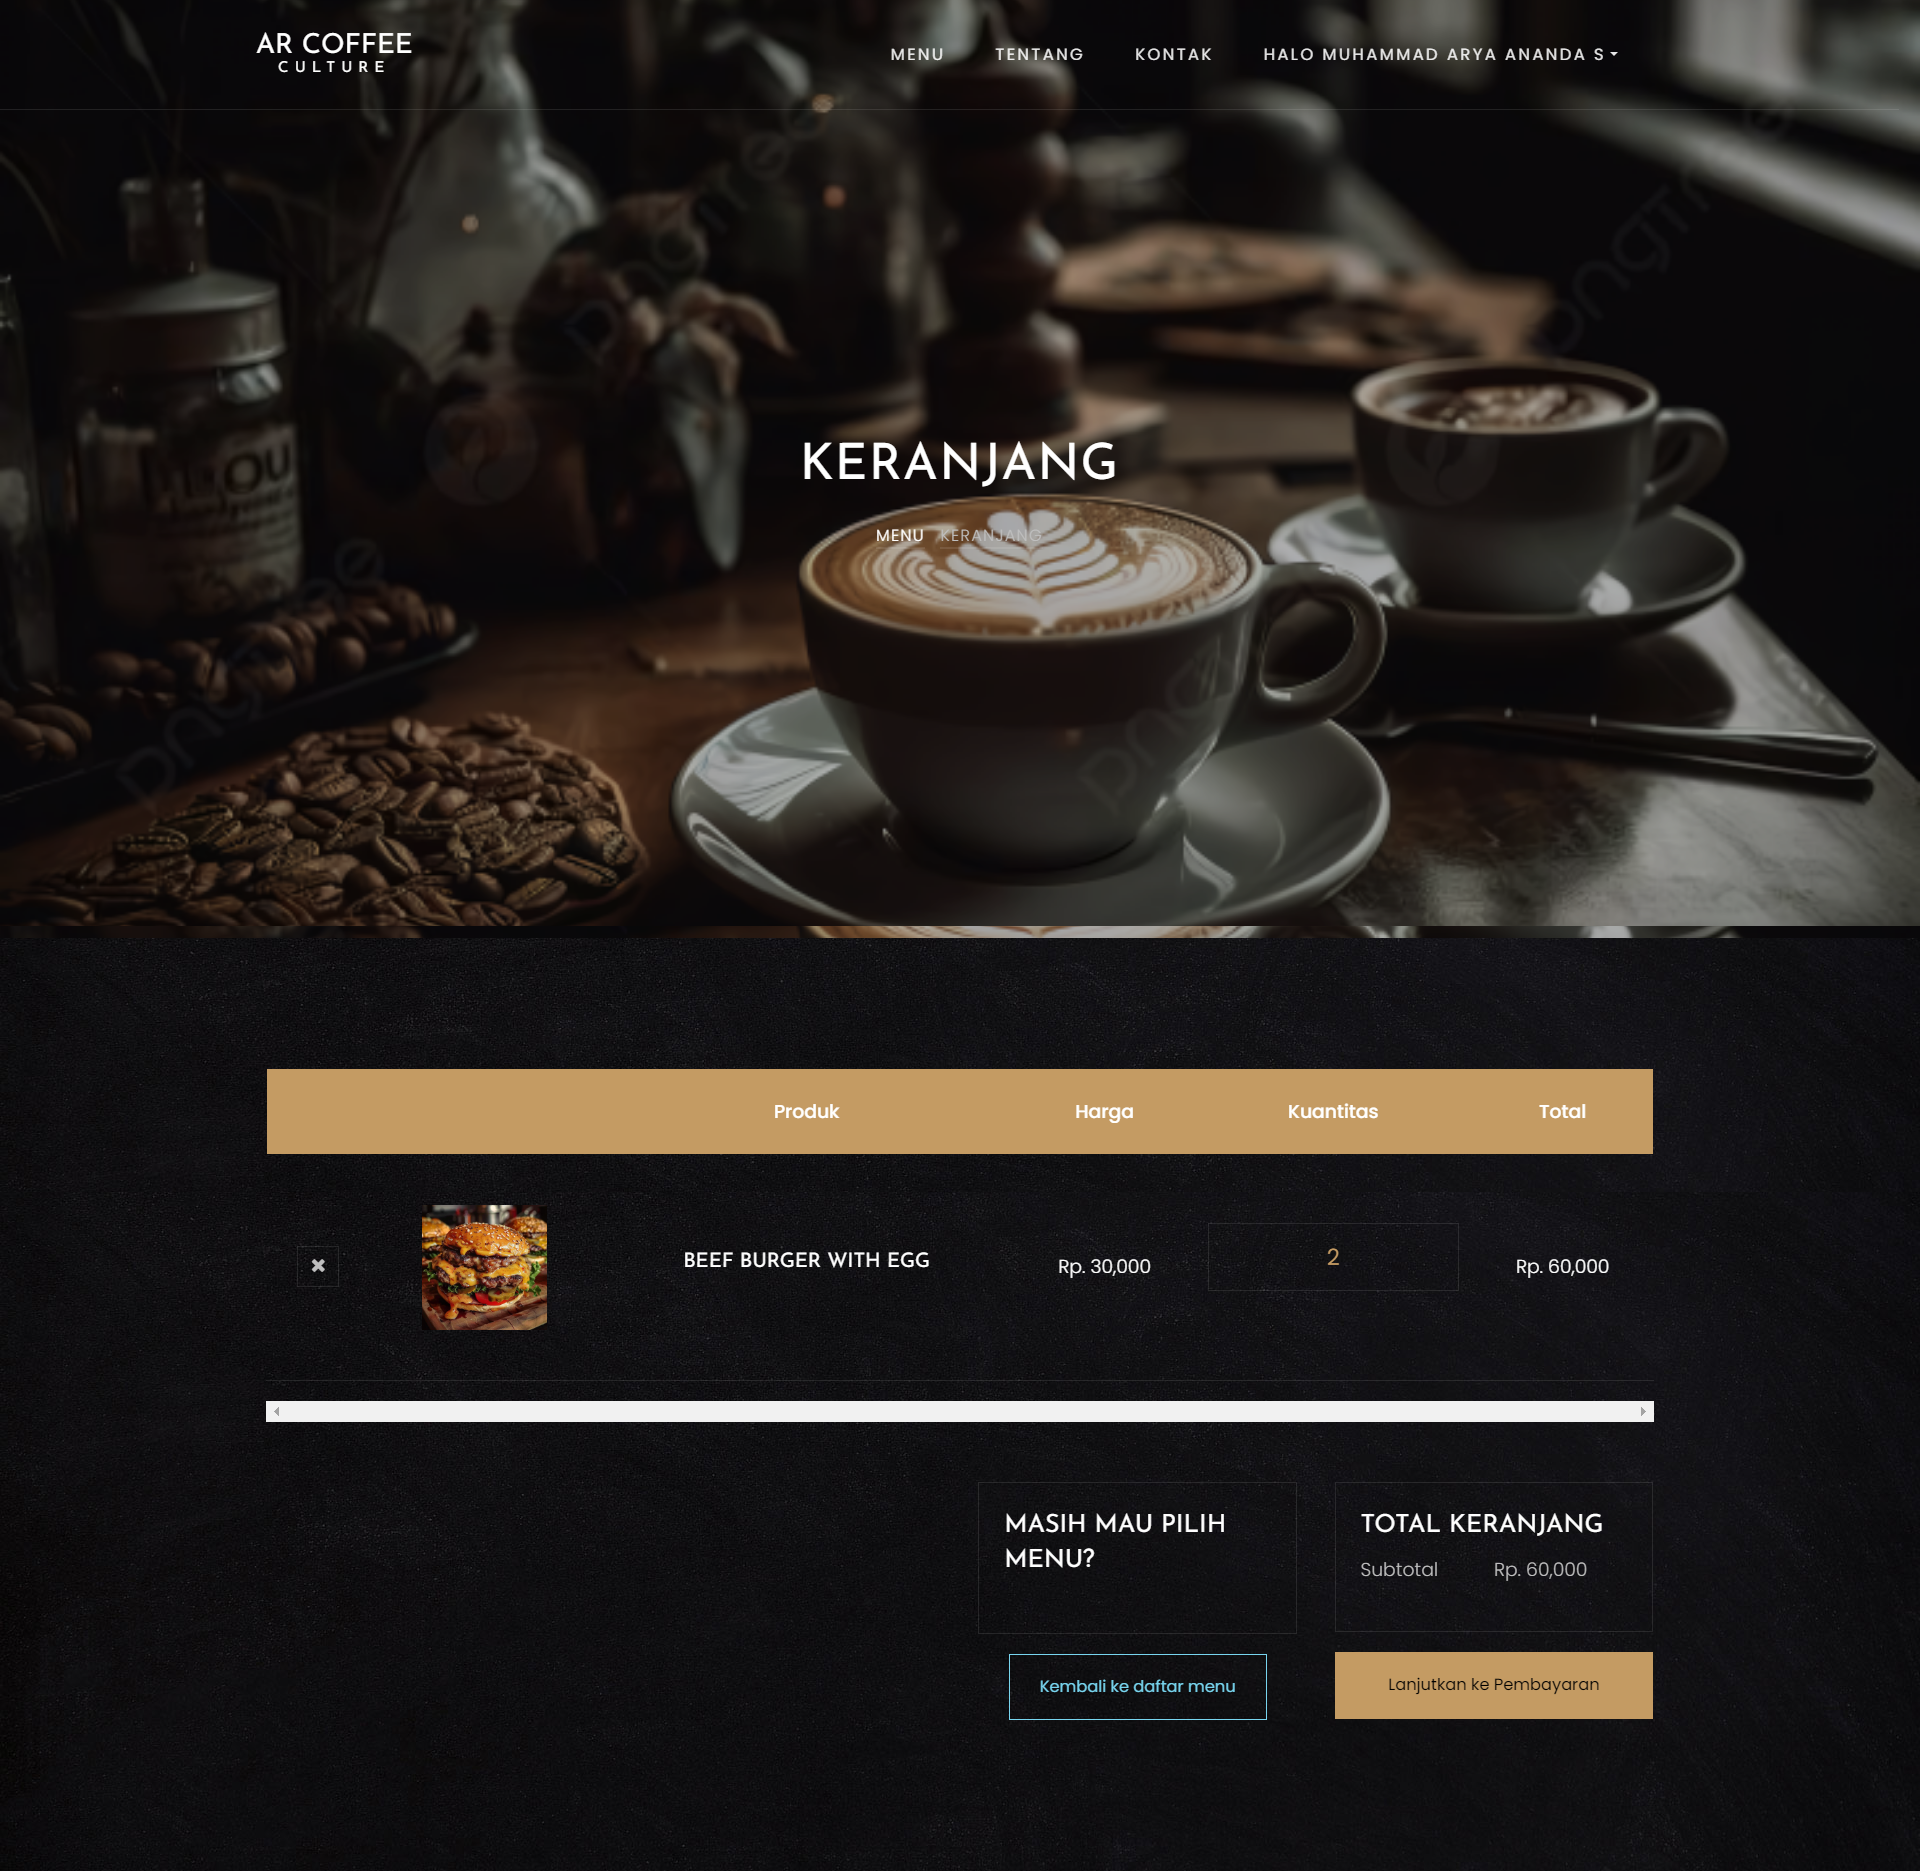 AR COFFEE
CULTURE
MENU TENTANG KONTAK HALO MUHAMMAD ARYA ANANDA S
KERANJANG
MENU KERANJANG
pngtree
pngtree
Produk Harga Kuantitas Total
BEEF BURGER WITH EGG Rp. 30,000 2 Rp. 60,000
MASIH MAU PILIH
MENU?
Kembali ke daftar menu
TOTAL KERANJANG
Subtotal Rp. 60,000
Lanjutkan ke Pembayaran